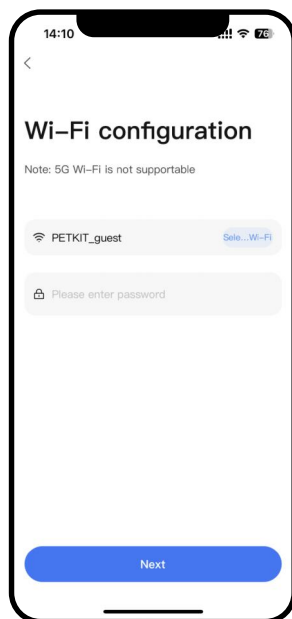 14:10
76
Wi-Fi configuration
Note: 5G Wi-Fi is not supportable
PETKIT_guest
Sele...Wi-Fi
Please enter password
Next